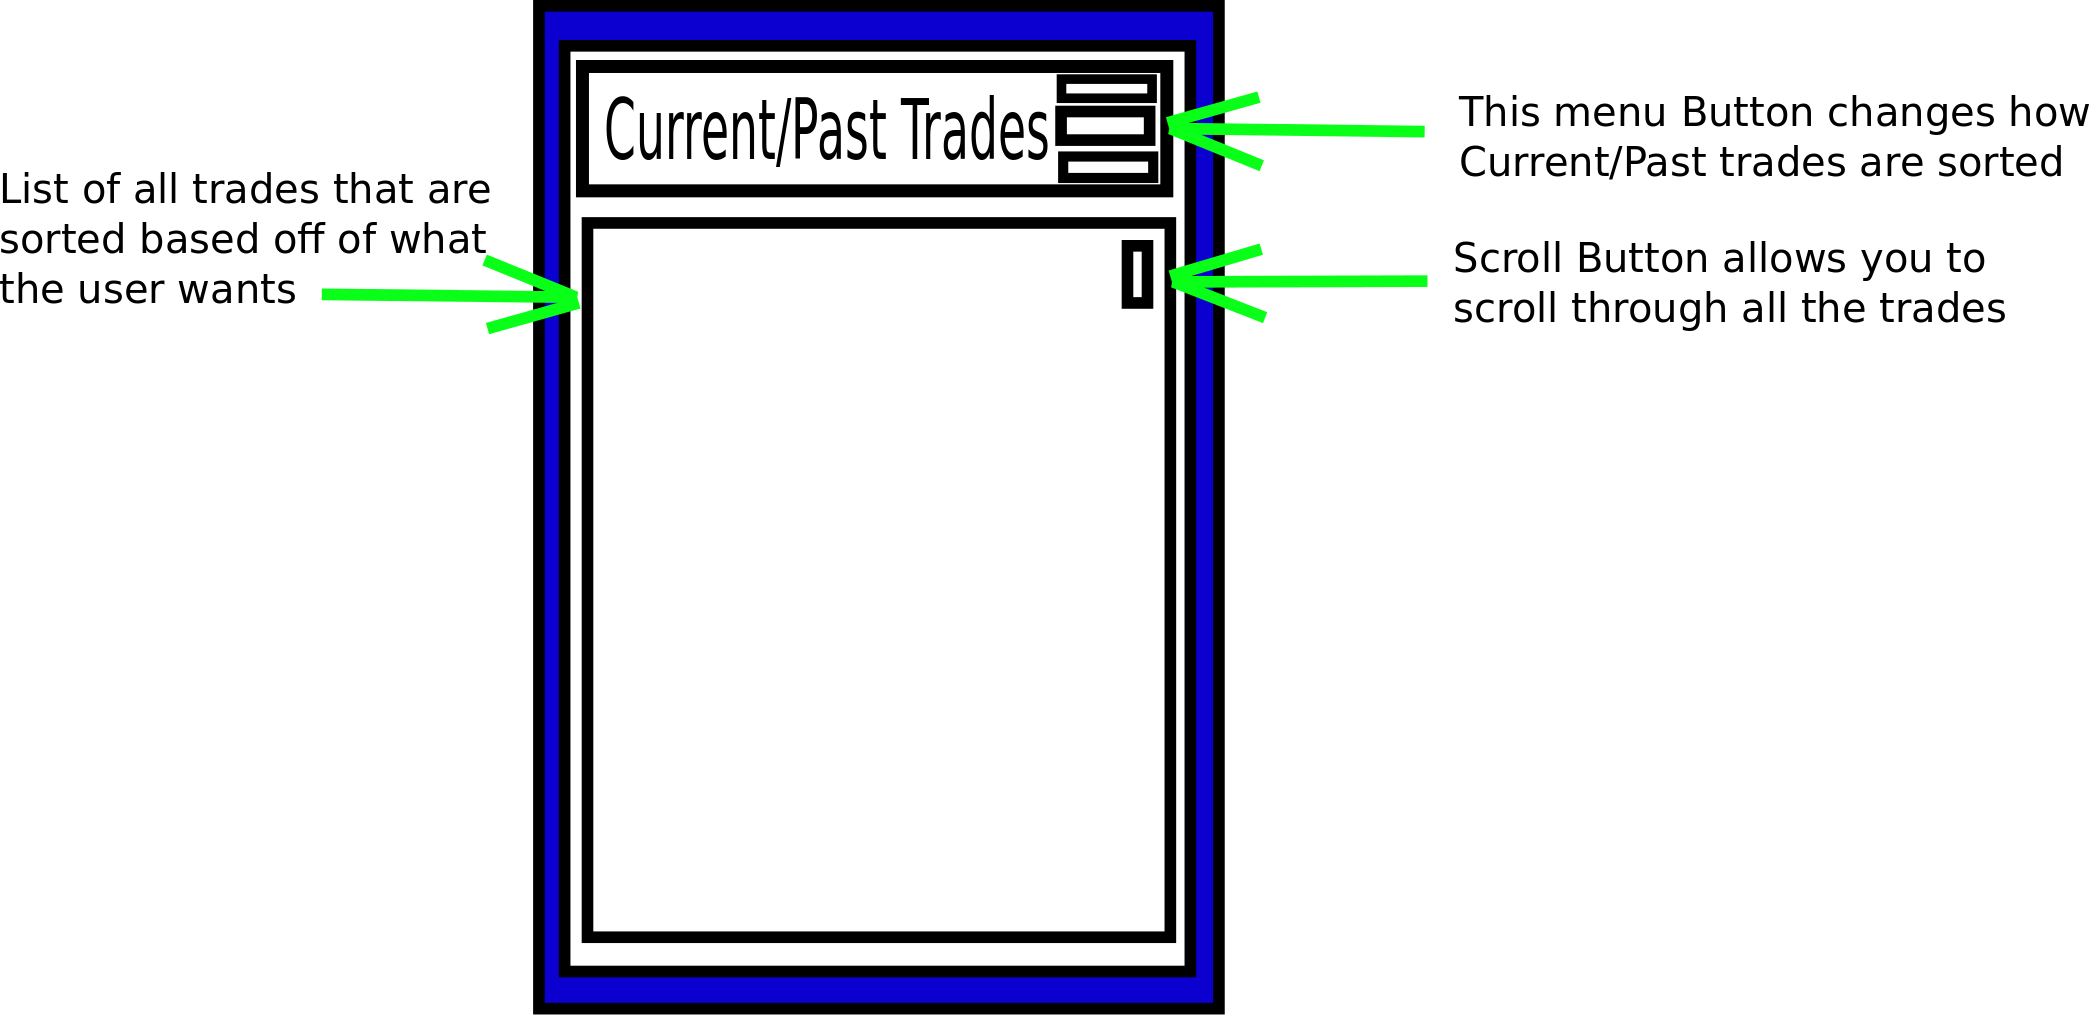 Current/Past Trades
This menu Button changes how
Current/Past trades are sorted
List of all trades that are
sorted based off of what
the user wants
Scroll Button allows you to
scroll through all the trades